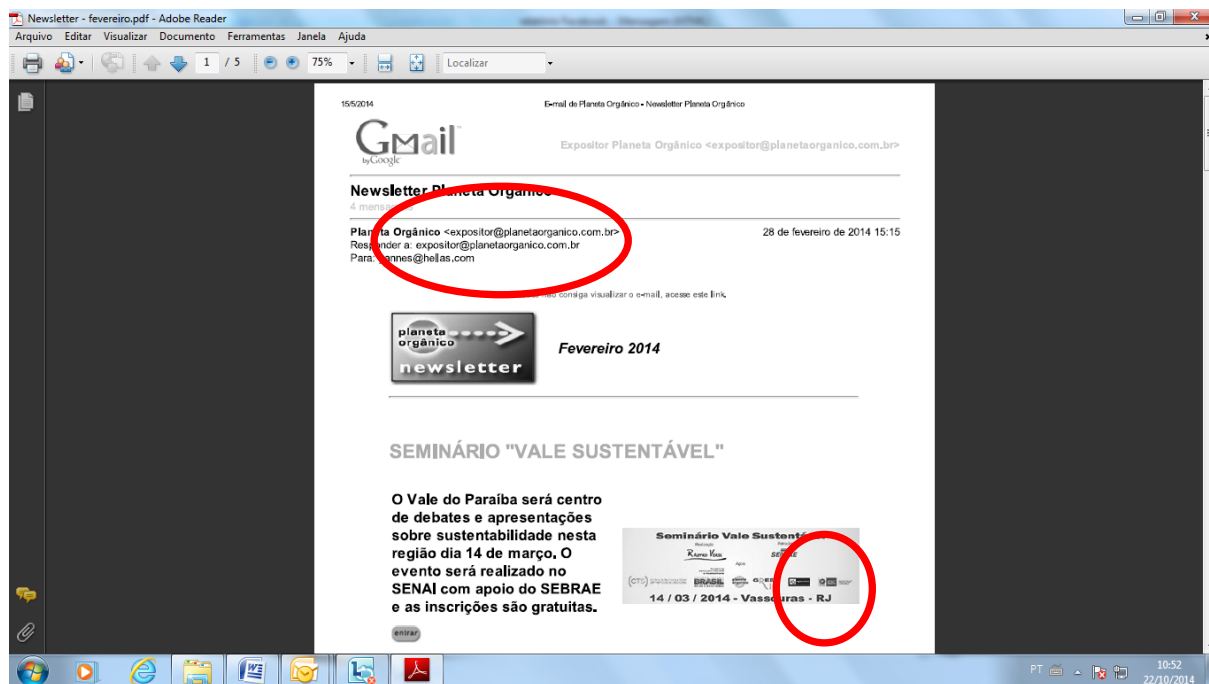 Newsletter - fevereiro.pdf - Adobe Reader
Arquivo Editar Visualizar Documento Ferramentas Janela Ajuda
1 / 5 75% Localizar
15/5/2014 E-mail de Planeta Orgânico - Newsletter Planeta Orgânico
Gmail
by Google
Expositor Planeta Orgânico <expositor@planetaorganico.com.br>
Newsletter Planeta Orgânico
4 mensagens
Planeta Orgânico <expositor@planetaorganico.com.br> 28 de fevereiro de 2014 15:15
Responder a: expositor@planetaorganico.com.br
Para: @hellas.com
não consiga visualizar o e-mail, acesse este link.
planeta
orgânico
newsletter
Fevereiro 2014
SEMINÁRIO "VALE SUSTENTÁVEL"
O Vale do Paraíba será centro
de debates e apresentações
sobre sustentabilidade nesta
região dia 14 de março. O
evento será realizado no
SENAI com apoio do SEBRAE
e as inscrições são gratuitas.
entrar
Seminário Vale Sustentável
SEBRAE
(CTS) BRASIL
14 / 03 / 2014 - Vassouras - RJ
PT 10:52
22/10/2014